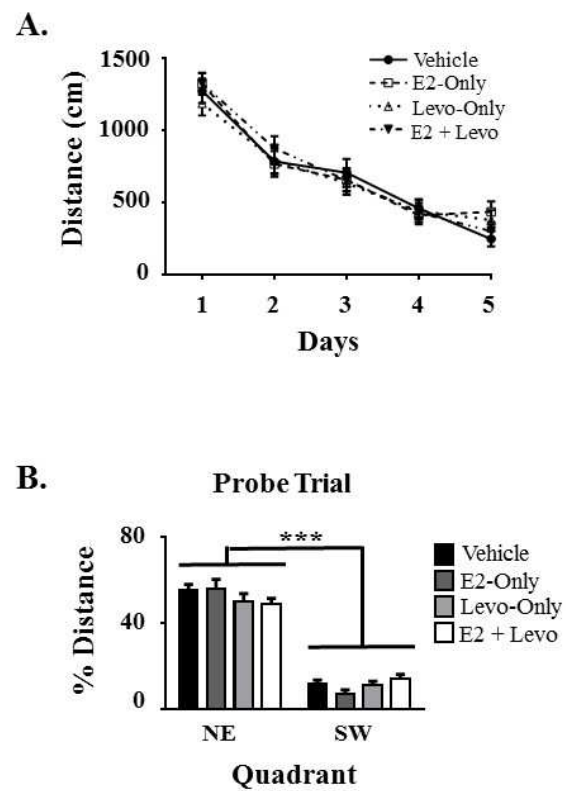 A.
1500
1000
500
0
Distance (cm)
Vehicle
E2-Only
Levo-Only
E2 + Levo
1 2 3 4 5
Days
B.
Probe Trial
80
40
0
% Distance
***
Vehicle
E2-Only
Levo-Only
E2 + Levo
NE SW
Quadrant